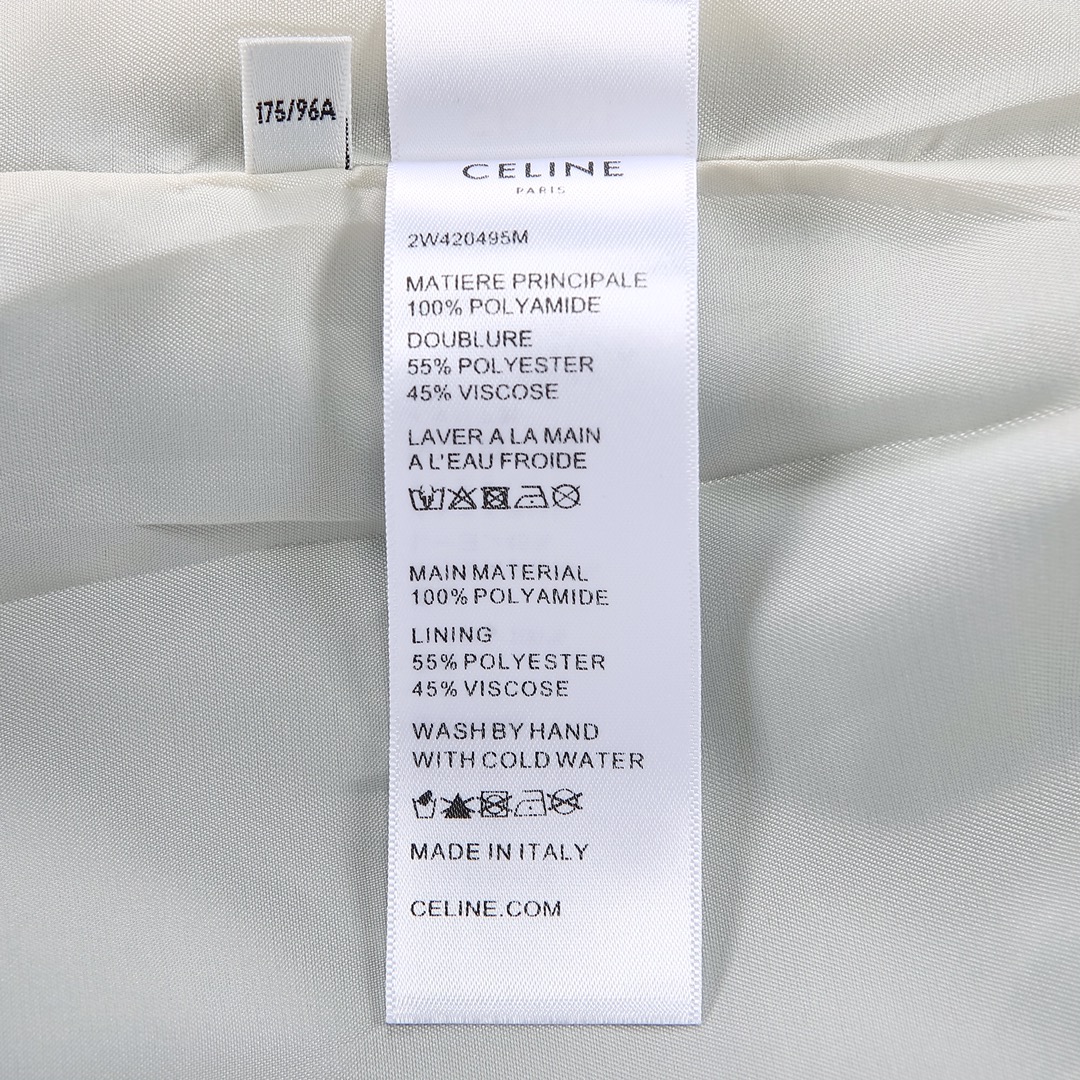 175/96A
CELINE
PARIS
2W420495M
MATIERE PRINCIPALE
100% POLYAMIDE
DOUBLURE
55% POLYESTER
45% VISCOSE
LAVER A LA MAIN
A L'EAU FROIDE
MAIN MATERIAL
100% POLYAMIDE
LINING
55% POLYESTER
45% VISCOSE
WASH BY HAND
WITH COLD WATER
MADE IN ITALY
CELINE.COM